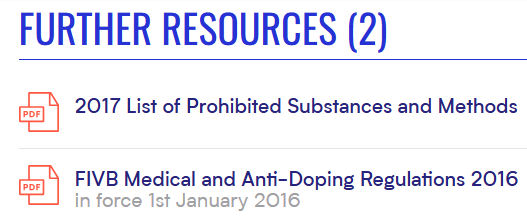 FURTHER RESOURCES (2)
PDF
2017 List of Prohibited Substances and Methods
PDF
FIVB Medical and Anti-Doping Regulations 2016
in force 1st January 2016